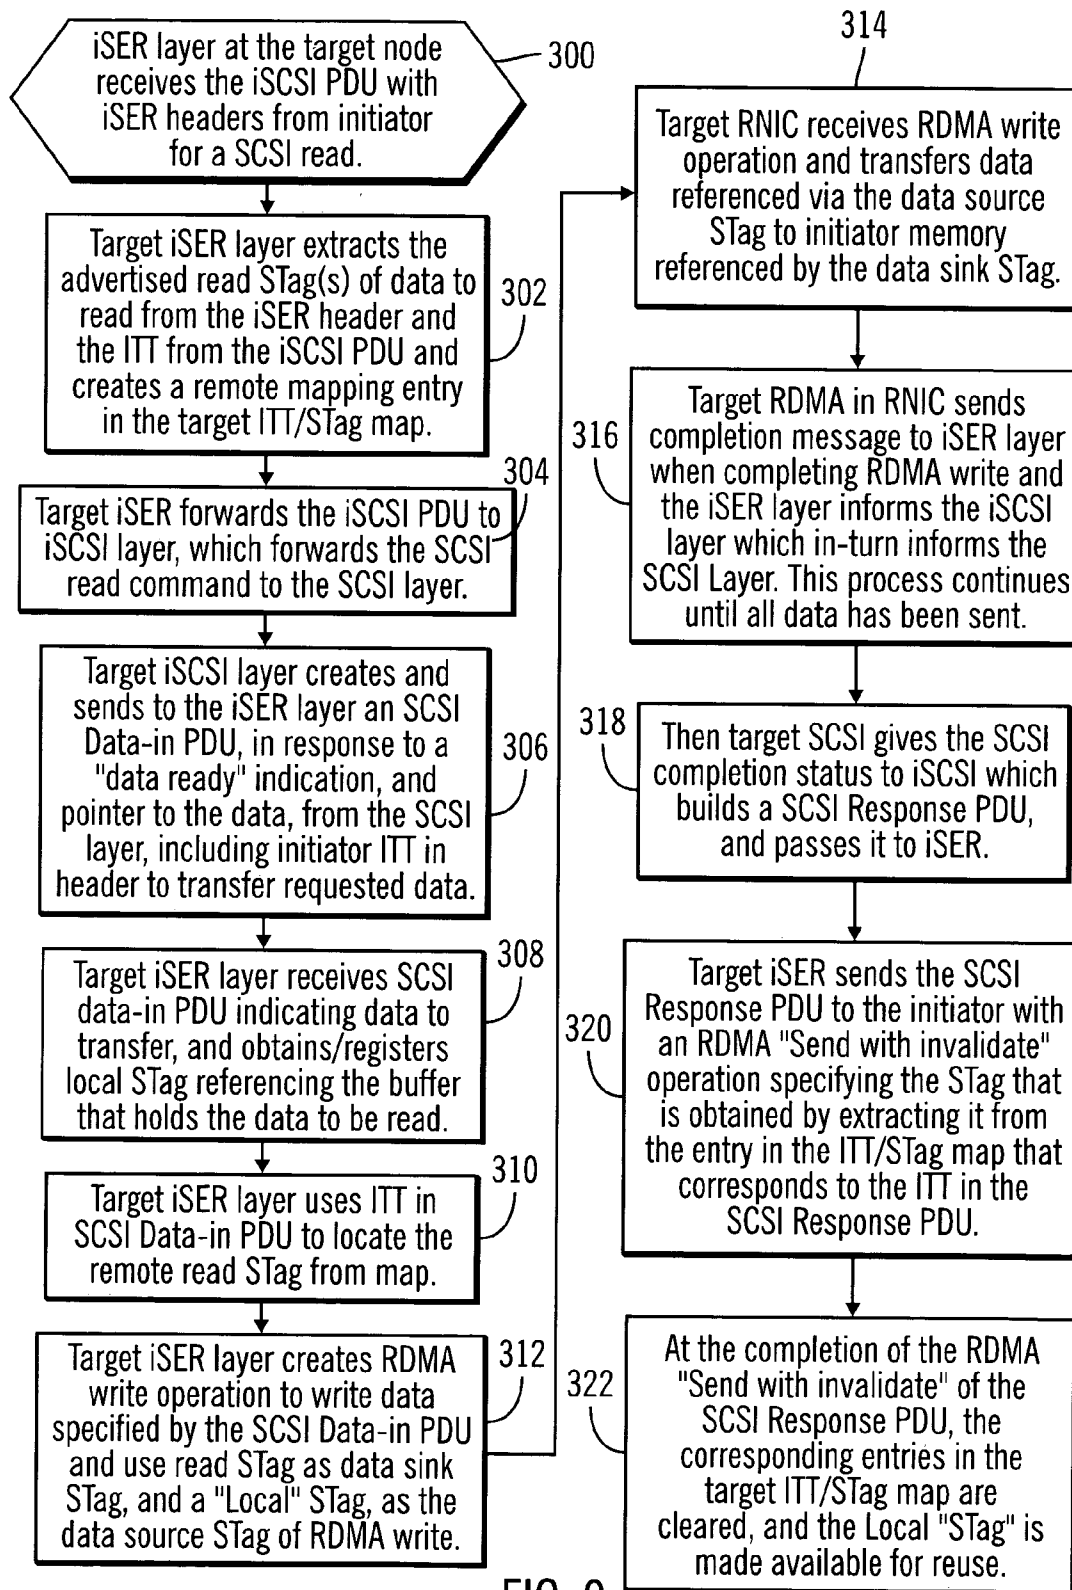 iSER layer at the target node
receives the iSCSI PDU with
iSER headers from initiator
for a SCSI read.
300
Target iSER layer extracts the
advertised read STag(s) of data to
read from the iSER header and
the ITT from the iSCSI PDU and
creates a remote mapping entry
in the target ITT/STag map.
302
304
Target iSER forwards the iSCSI PDU to
iSCSI layer, which forwards the SCSI
read command to the SCSI layer.
Target iSCSI layer creates and
sends to the iSER layer an SCSI
Data-in PDU, in response to a
"data ready" indication, and
pointer to the data, from the SCSI
layer, including initiator ITT in
header to transfer requested data.
306
Target iSER layer receives SCSI
data-in PDU indicating data to
transfer, and obtains/registers
local STag referencing the buffer
that holds the data to be read.
308
Target iSER layer uses ITT in
SCSI Data-in PDU to locate the
remote read STag from map.
310
Target iSER layer creates RDMA
write operation to write data
specified by the SCSI Data-in PDU
and use read STag as data sink
STag, and a "Local" STag, as the
data source STag of RDMA write.
312
314
Target RNIC receives RDMA write
operation and transfers data
referenced via the data source
STag to initiator memory
referenced by the data sink STag.
316
Target RDMA in RNIC sends
completion message to iSER layer
when completing RDMA write and
the iSER layer informs the iSCSI
layer which in-turn informs the
SCSI Layer. This process continues
until all data has been sent.
318
Then target SCSI gives the SCSI
completion status to iSCSI which
builds a SCSI Response PDU,
and passes it to iSER.
320
Target iSER sends the SCSI
Response PDU to the initiator with
an RDMA "Send with invalidate"
operation specifying the STag that
is obtained by extracting it from
the entry in the ITT/STag map that
corresponds to the ITT in the
SCSI Response PDU.
322
At the completion of the RDMA
"Send with invalidate" of the
SCSI Response PDU, the
corresponding entries in the
target ITT/STag map are
cleared, and the Local "STag" is
made available for reuse.
FIG.